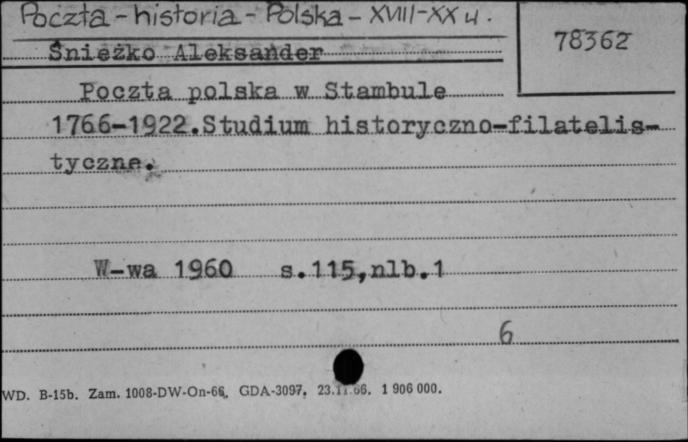 Poczta - historia - Polska - XVIII-XX w.
78362
Śnieżko Aleksander
Poczta polska w Stambule
1766-1922.Studium historyczno-filatelis-
tyczne.
W-wa 1960 s.115,nlb.1
6
WD. B-15b. Zam. 1008-DW-On-66. GDA-3097. 23.11.66. 1 906 000.